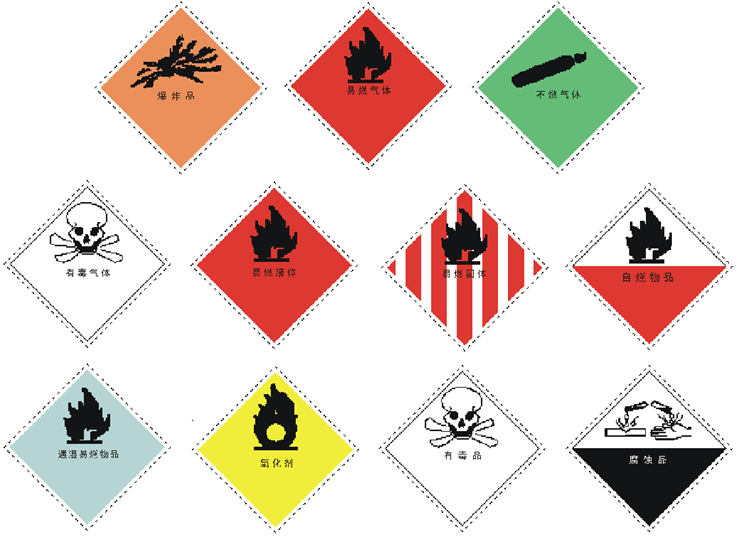 爆炸品
易燃气体
不燃气体
有毒气体
易燃液体
易燃固体
自燃物品
遇湿易燃物品
氧化剂
有毒品
腐蚀品